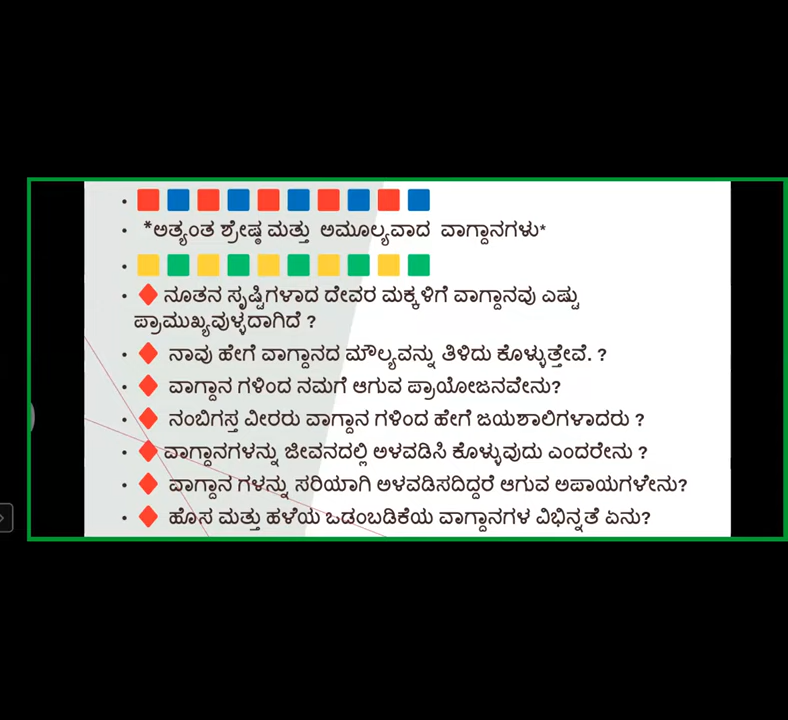 *ಅತ್ಯಂತ ಶ್ರೇಷ್ಠ ಮತ್ತು ಅಮೂಲ್ಯವಾದ ವಾಗ್ದಾನಗಳು*
ನೂತನ ಸೃಷ್ಟಿಗಳಾದ ದೇವರ ಮಕ್ಕಳಿಗೆ ವಾಗ್ದಾನವು ಎಷ್ಟು
ಪ್ರಾಮುಖ್ಯವುಳ್ಳದಾಗಿದೆ ?
ನಾವು ಹೇಗೆ ವಾಗ್ದಾನದ ಮೌಲ್ಯವನ್ನು ತಿಳಿದು ಕೊಳ್ಳುತ್ತೇವೆ. ?
ವಾಗ್ದಾನ ಗಳಿಂದ ನಮಗೆ ಆಗುವ ಪ್ರಾಯೋಜನವೇನು?
ನಂಬಿಗಸ್ತ ವೀರರು ವಾಗ್ದಾನ ಗಳಿಂದ ಹೇಗೆ ಜಯಶಾಲಿಗಳಾದರು ?
ವಾಗ್ದಾನಗಳನ್ನು ಜೀವನದಲ್ಲಿ ಅಳವಡಿಸಿ ಕೊಳ್ಳುವುದು ಎಂದರೇನು ?
ವಾಗ್ದಾನ ಗಳನ್ನು ಸರಿಯಾಗಿ ಅಳವಡಿಸದಿದ್ದರೆ ಆಗುವ ಅಪಾಯಗಳೇನು?
ಹೊಸ ಮತ್ತು ಹಳೆಯ ಒಡಂಬಡಿಕೆಯ ವಾಗ್ದಾನಗಳ ವಿಭಿನ್ನತೆ ಏನು?